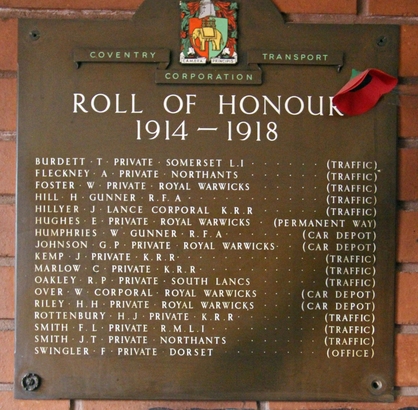 COVENTRY TRANSPORT
CORPORATION
ROLL OF HONOUR
1914 — 1918
BURDETT · T · PRIVATE · SOMERSET L.I · · · · · · (TRAFFIC)
FLECKNEY · A · PRIVATE · NORTHANTS · · · · · · (TRAFFIC)
FOSTER · W · PRIVATE · ROYAL WARWICKS · · · · · (TRAFFIC)
HILL · H · GUNNER · R.F.A · · · · · · (TRAFFIC)
HILLYER · J · LANCE CORPORAL · K.R.R · · · · · (TRAFFIC)
HUGHES · E · PRIVATE · ROYAL WARWICKS (PERMANENT WAY)
HUMPHRIES · W · GUNNER · R.F.A. · · · · · (CAR DEPOT)
JOHNSON · G.P · PRIVATE · ROYAL WARWICKS · · (CAR DEPOT)
KEMP · J · PRIVATE · K.R.R · · · · · · (TRAFFIC)
MARLOW · C · PRIVATE · K.R.R · · · · · · (TRAFFIC)
OAKLEY · R.P · PRIVATE · SOUTH LANCS · · · · · (TRAFFIC)
OVER · W · CORPORAL · ROYAL WARWICKS · · · (CAR DEPOT)
RILEY · H.H · PRIVATE · ROYAL WARWICKS · · · (CAR DEPOT)
ROTTENBURY · H.J · PRIVATE · K.R.R · · · · · (TRAFFIC)
SMITH · F.L · PRIVATE · R.M.L.I · · · · · · (TRAFFIC)
SMITH · J.T · PRIVATE · NORTHANTS · · · · · · (TRAFFIC)
SWINGLER · F · PRIVATE · DORSET · · · · · · (OFFICE)